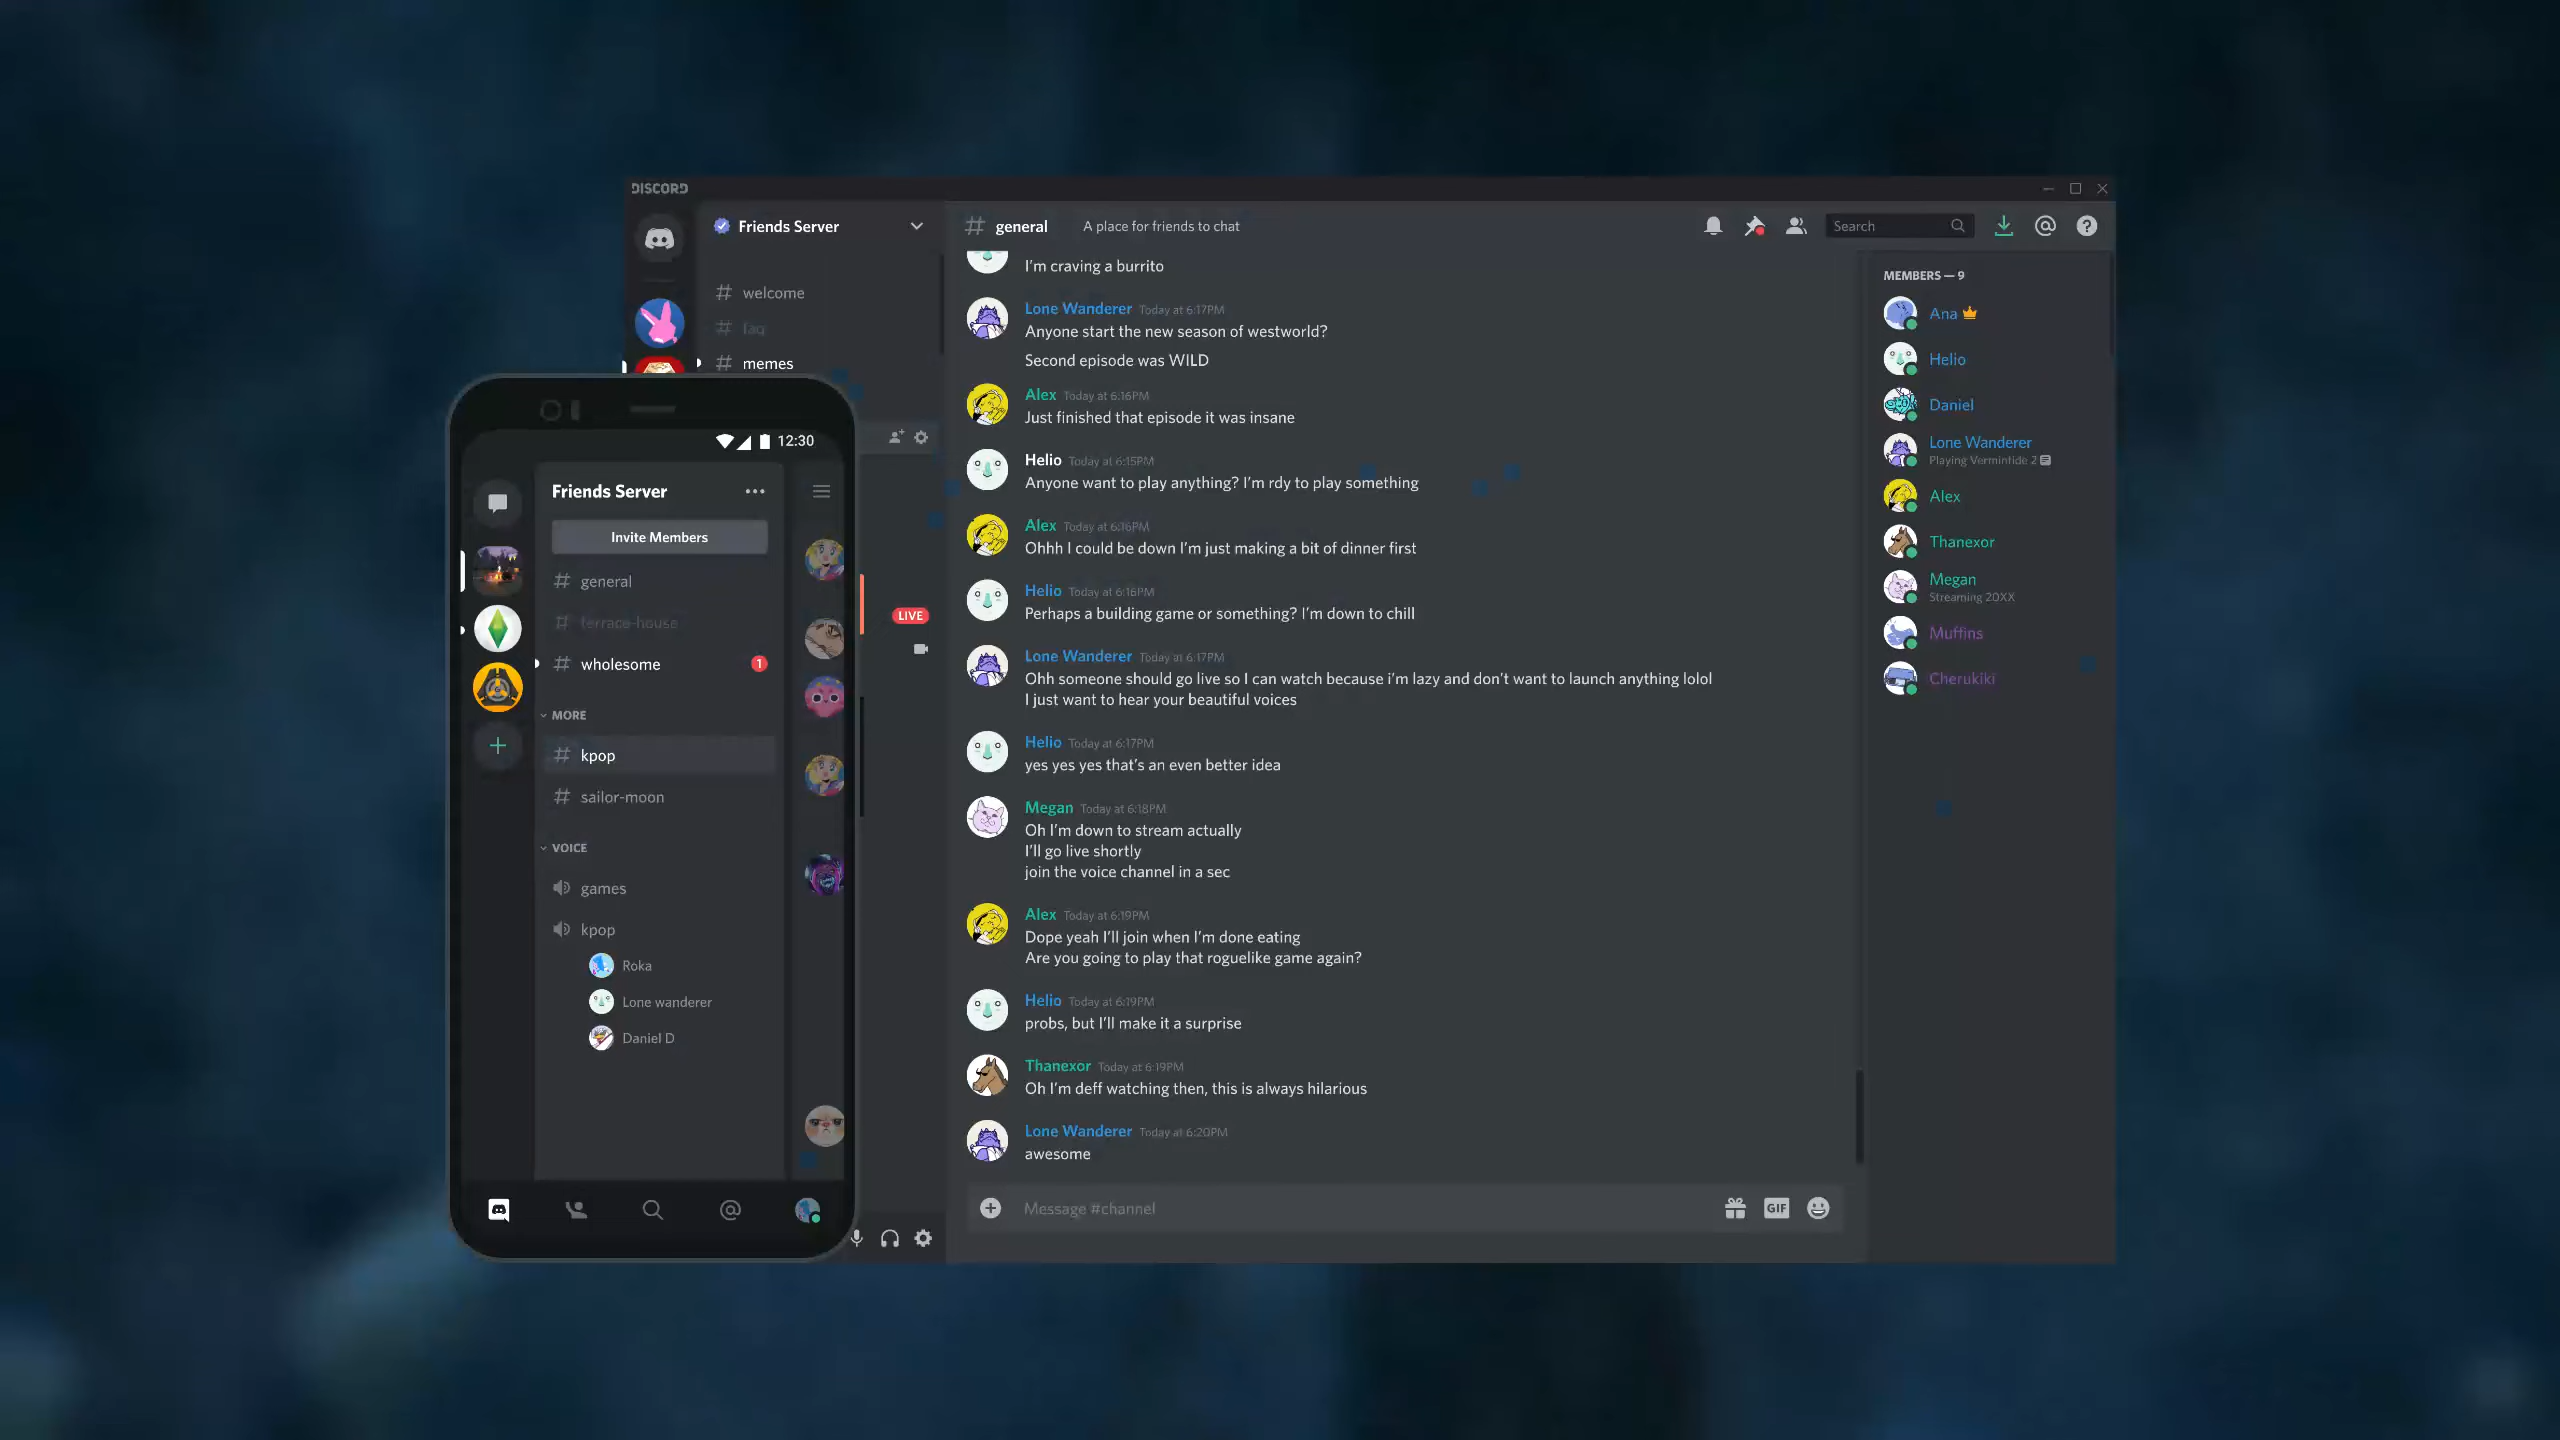 DISCORD
Friends Server
# welcome
# faq
# memes
LIVE
# general
A place for friends to chat
Search
I'm craving a burrito
Lone Wanderer Today at 6:17PM
Anyone start the new season of westworld?
Second episode was WILD
Alex Today at 6:16PM
Just finished that episode it was insane
Helio Today at 6:15PM
Anyone want to play anything? I'm rdy to play something
Alex Today at 6:16PM
Ohhh I could be down I'm just making a bit of dinner first
Helio Today at 6:16PM
Perhaps a building game or something? I'm down to chill
Lone Wanderer Today at 6:17PM
Ohh someone should go live so I can watch because i'm lazy and don't want to launch anything lolol
I just want to hear your beautiful voices
Helio Today at 6:17PM
yes yes yes that's an even better idea
Megan Today at 6:18PM
Oh I'm down to stream actually
I'll go live shortly
join the voice channel in a sec
Alex Today at 6:19PM
Dope yeah I'll join when I'm done eating
Are you going to play that roguelike game again?
Helio Today at 6:19PM
probs, but I'll make it a surprise
Thanexor Today at 6:19PM
Oh I'm deff watching then, this is always hilarious
Lone Wanderer Today at 6:20PM
awesome
Message #channel
GIF
MEMBERS — 9
Ana
Helio
Daniel
Lone Wanderer
Playing Vermintide 2
Alex
Thanexor
Megan
Streaming 20XX
Muffins
Cherukiki
12:30
Friends Server
Invite Members
# general
# terrace-house
# wholesome 1
MORE
# kpop
# sailor-moon
VOICE
games
kpop
Roka
Lone wanderer
Daniel D